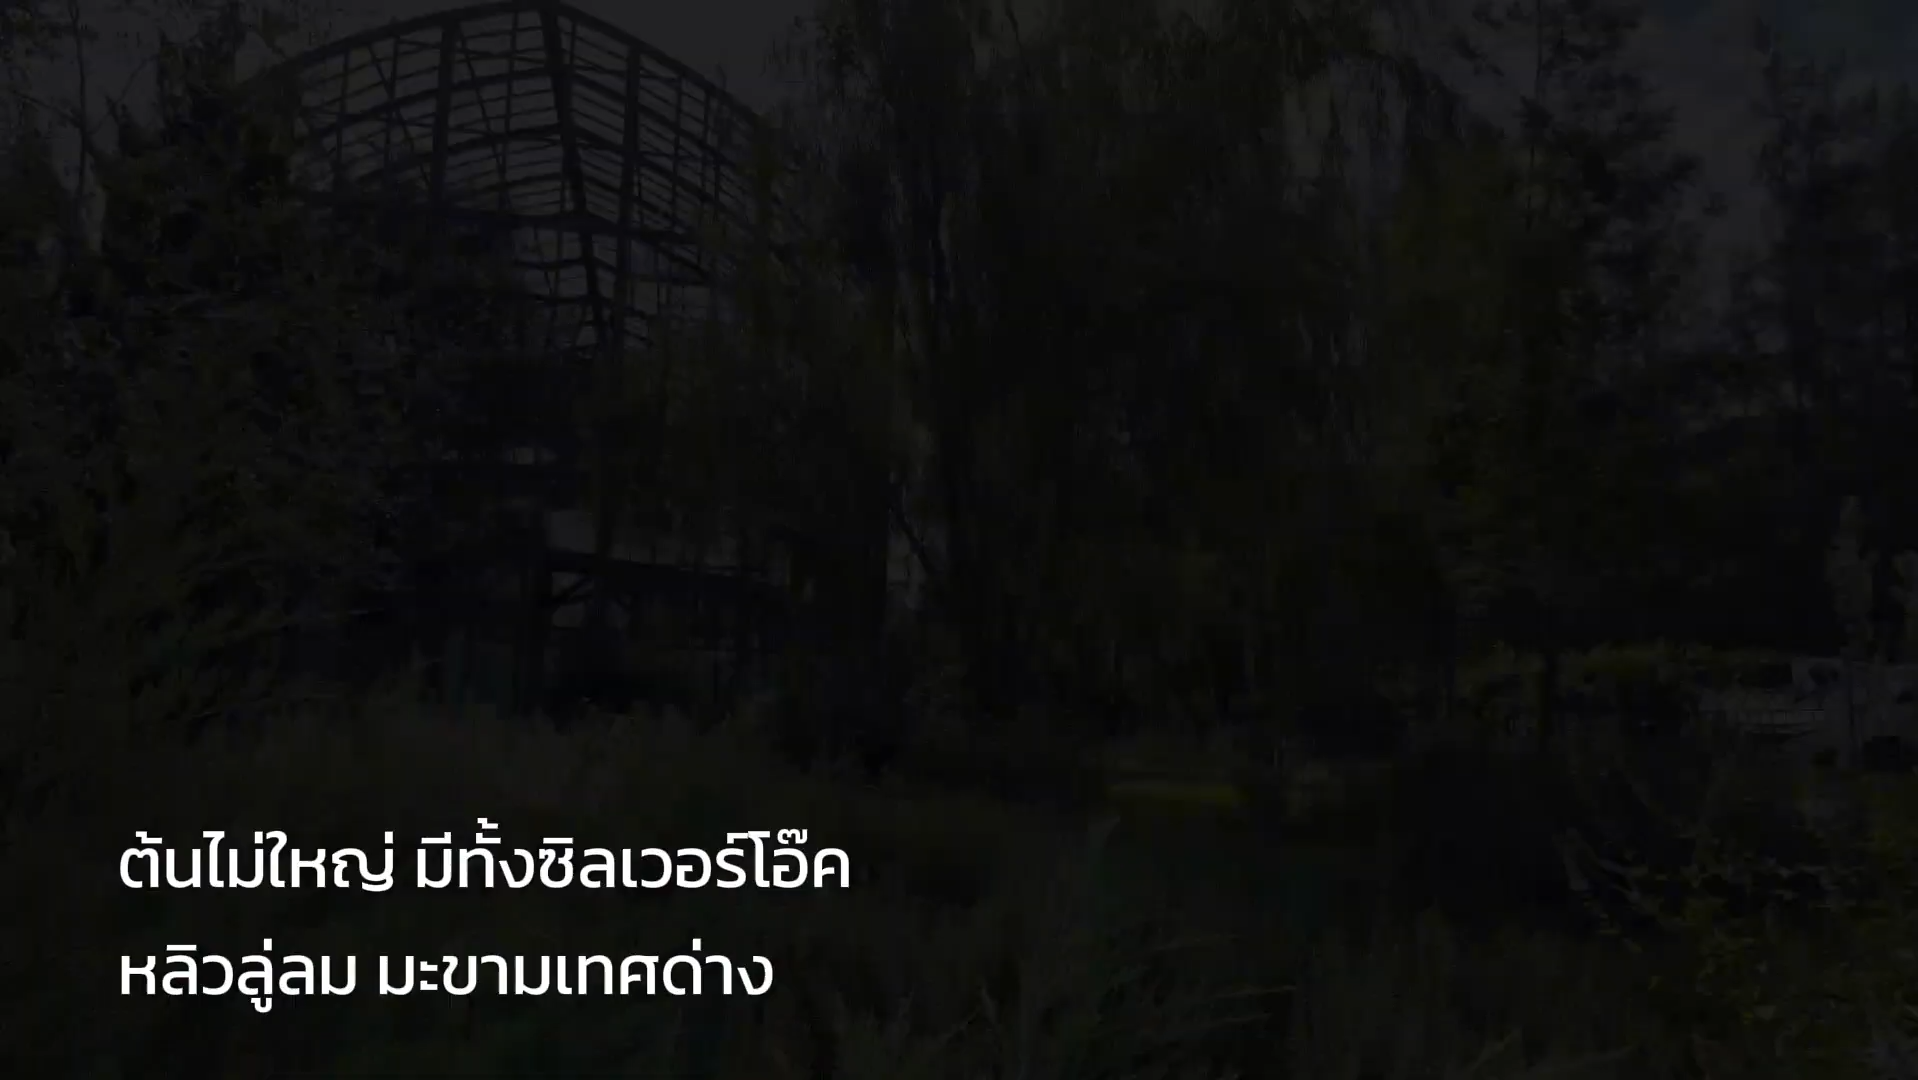 ต้นไม่ใหญ่ มีทั้งซิลเวอร์โอ๊ค
หลิวลู่ลม มะขามเทศด่าง